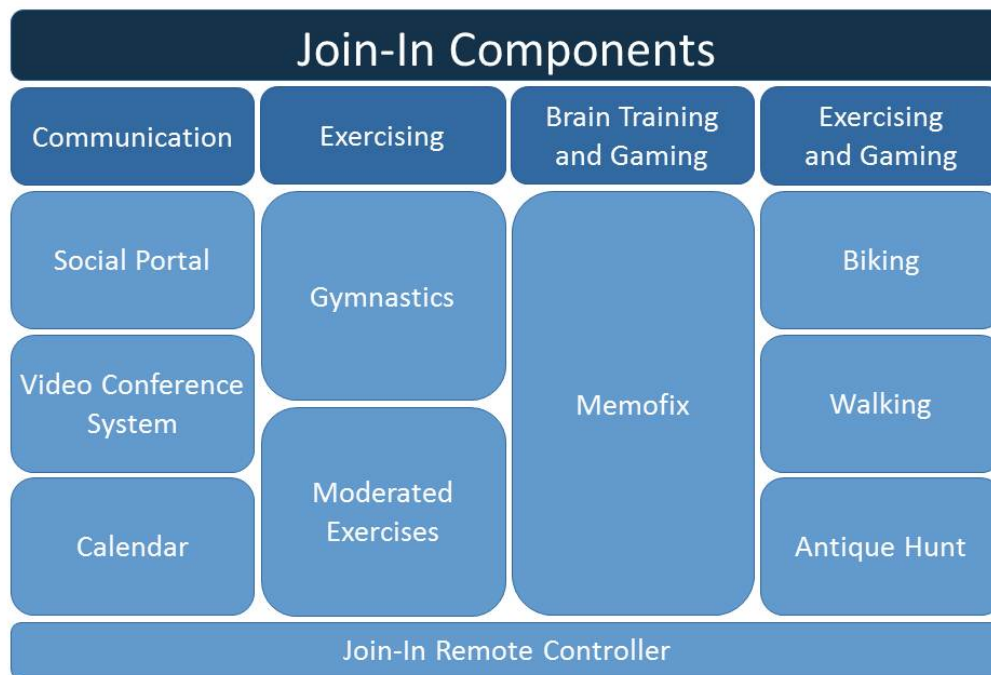 Join-In Components
Communication
Exercising
Brain Training
and Gaming
Exercising
and Gaming
Social Portal
Video Conference
System
Calendar
Gymnastics
Moderated
Exercises
Memofix
Biking
Walking
Antique Hunt
Join-In Remote Controller